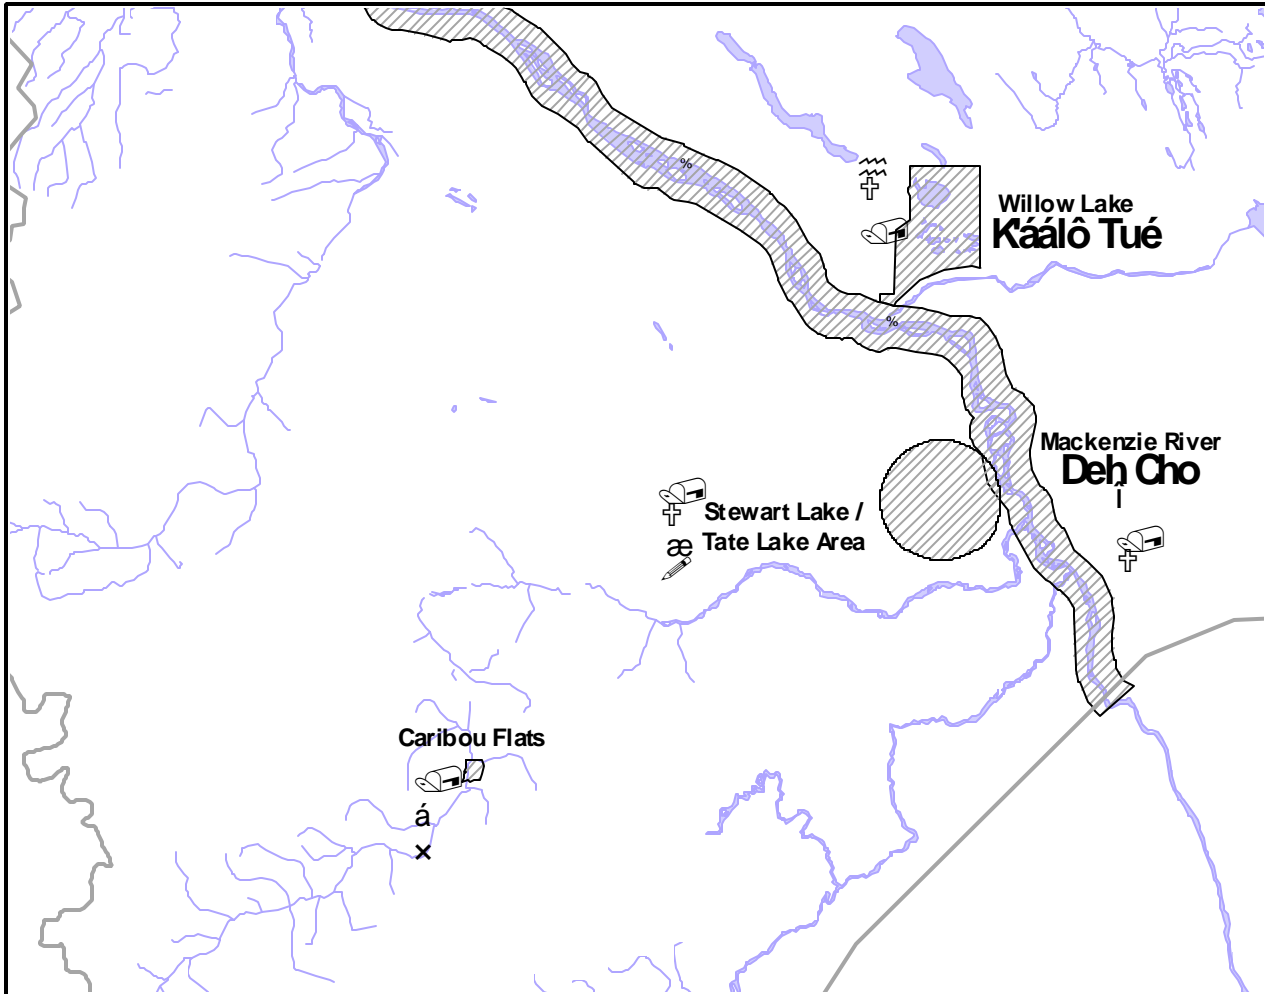 %
Willow Lake
K'áálô Tué
%
Mackenzie River
Deh Cho
Î
Stewart Lake /
æ Tate Lake Area
Caribou Flats
á
×